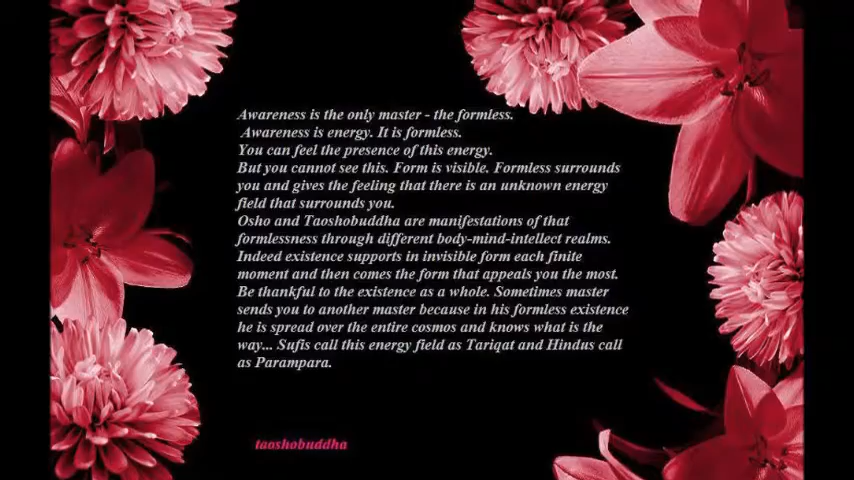 Awareness is the only master - the formless.
Awareness is energy. It is formless.
You can feel the presence of this energy.
But you cannot see this. Form is visible. Formless surrounds
you and gives the feeling that there is an unknown energy
field that surrounds you.
Osho and Taoshobuddha are manifestations of that
formlessness through different body-mind-intellect realms.
Indeed existence supports in invisible form each finite
moment and then comes the form that appeals you the most.
Be thankful to the existence as a whole. Sometimes master
sends you to another master because in his formless existence
he is spread over the entire cosmos and knows what is the
way... Sufis call this energy field as Tariqat and Hindus call
as Parampara.
taoshobuddha